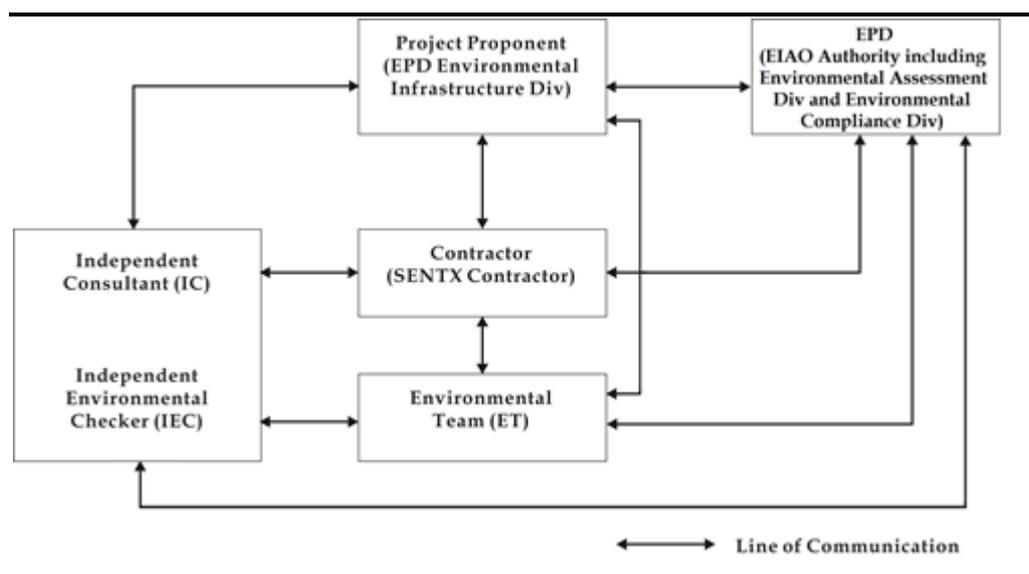 Project Proponent
(EPD Environmental
Infrastructure Div)
EPD
(EIAO Authority including
Environmental Assessment
Div and Environmental
Compliance Div)
Independent
Consultant (IC)
Contractor
(SENTX Contractor)
Independent
Environmental
Checker (IEC)
Environmental
Team (ET)
Line of Communication